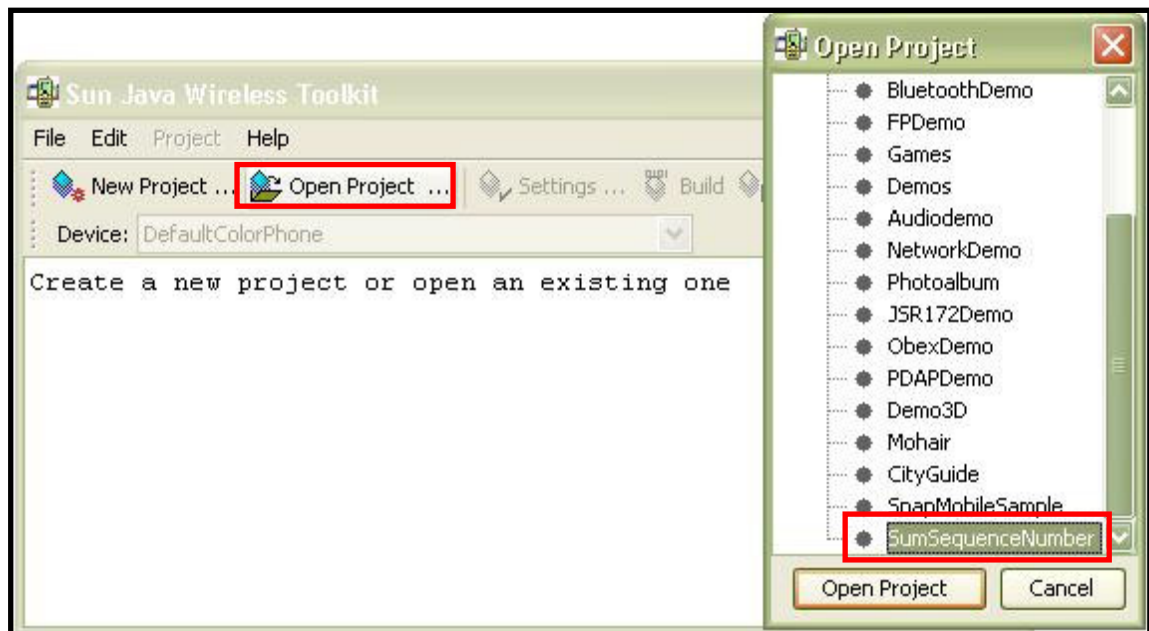 Sun Java Wireless Toolkit
File Edit Project Help
New Project ... Open Project ... Settings ... Build
Device: DefaultColorPhone
Create a new project or open an existing one
Open Project
BluetoothDemo
FPDemo
Games
Demos
Audiodemo
NetworkDemo
Photoalbum
JSR172Demo
ObexDemo
PDAPDemo
Demo3D
Mohair
CityGuide
SnapMobileSample
SumSequenceNumber
Open Project Cancel